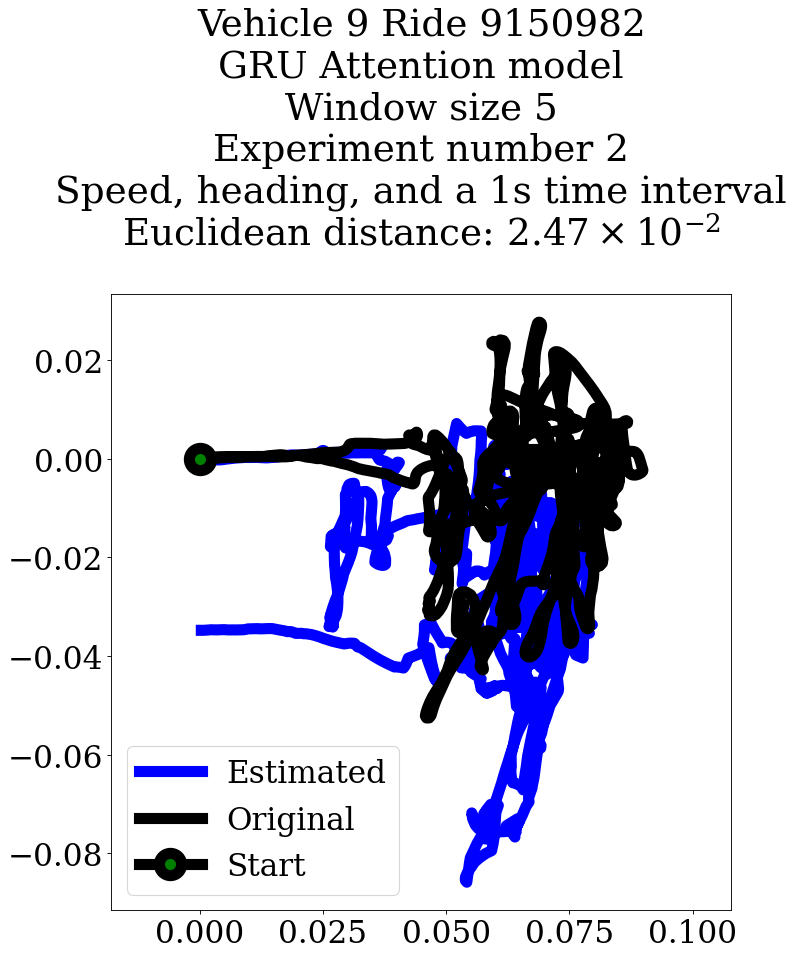 Vehicle 9 Ride 9150982
GRU Attention model
Window size 5
Experiment number 2
Speed, heading, and a 1s time interval
Euclidean distance: 2.47 × 10⁻²
0.02
0.00
−0.02
−0.04
−0.06
−0.08
Estimated
Original
Start
0.000 0.025 0.050 0.075 0.100